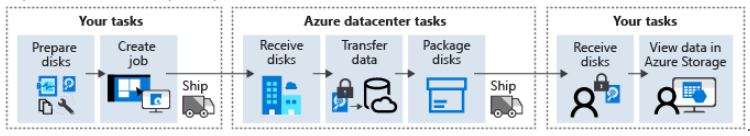 Your tasks
Prepare
disks
Create
job
Ship
Azure datacenter tasks
Receive
disks
Transfer
data
Package
disks
Ship
Your tasks
Receive
disks
View data in
Azure Storage